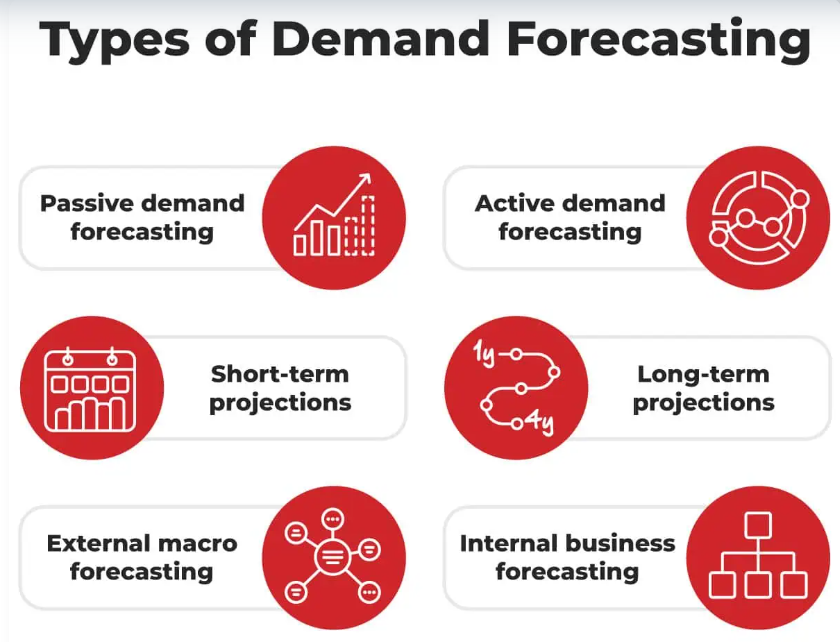 Types of Demand Forecasting
Passive demand
forecasting
Active demand
forecasting
Short-term
projections
1y
4y
Long-term
projections
External macro
forecasting
Internal business
forecasting